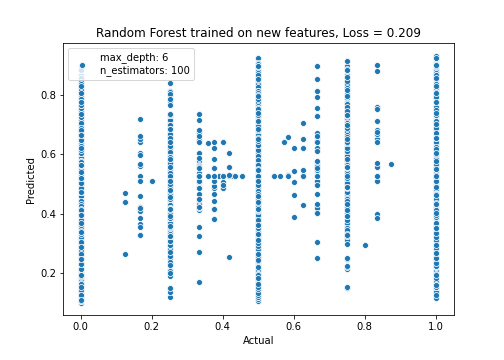 Random Forest trained on new features, Loss = 0.209
max_depth: 6
n_estimators: 100
Predicted
0.8
0.6
0.4
0.2
0.0 0.2 0.4 0.6 0.8 1.0
Actual